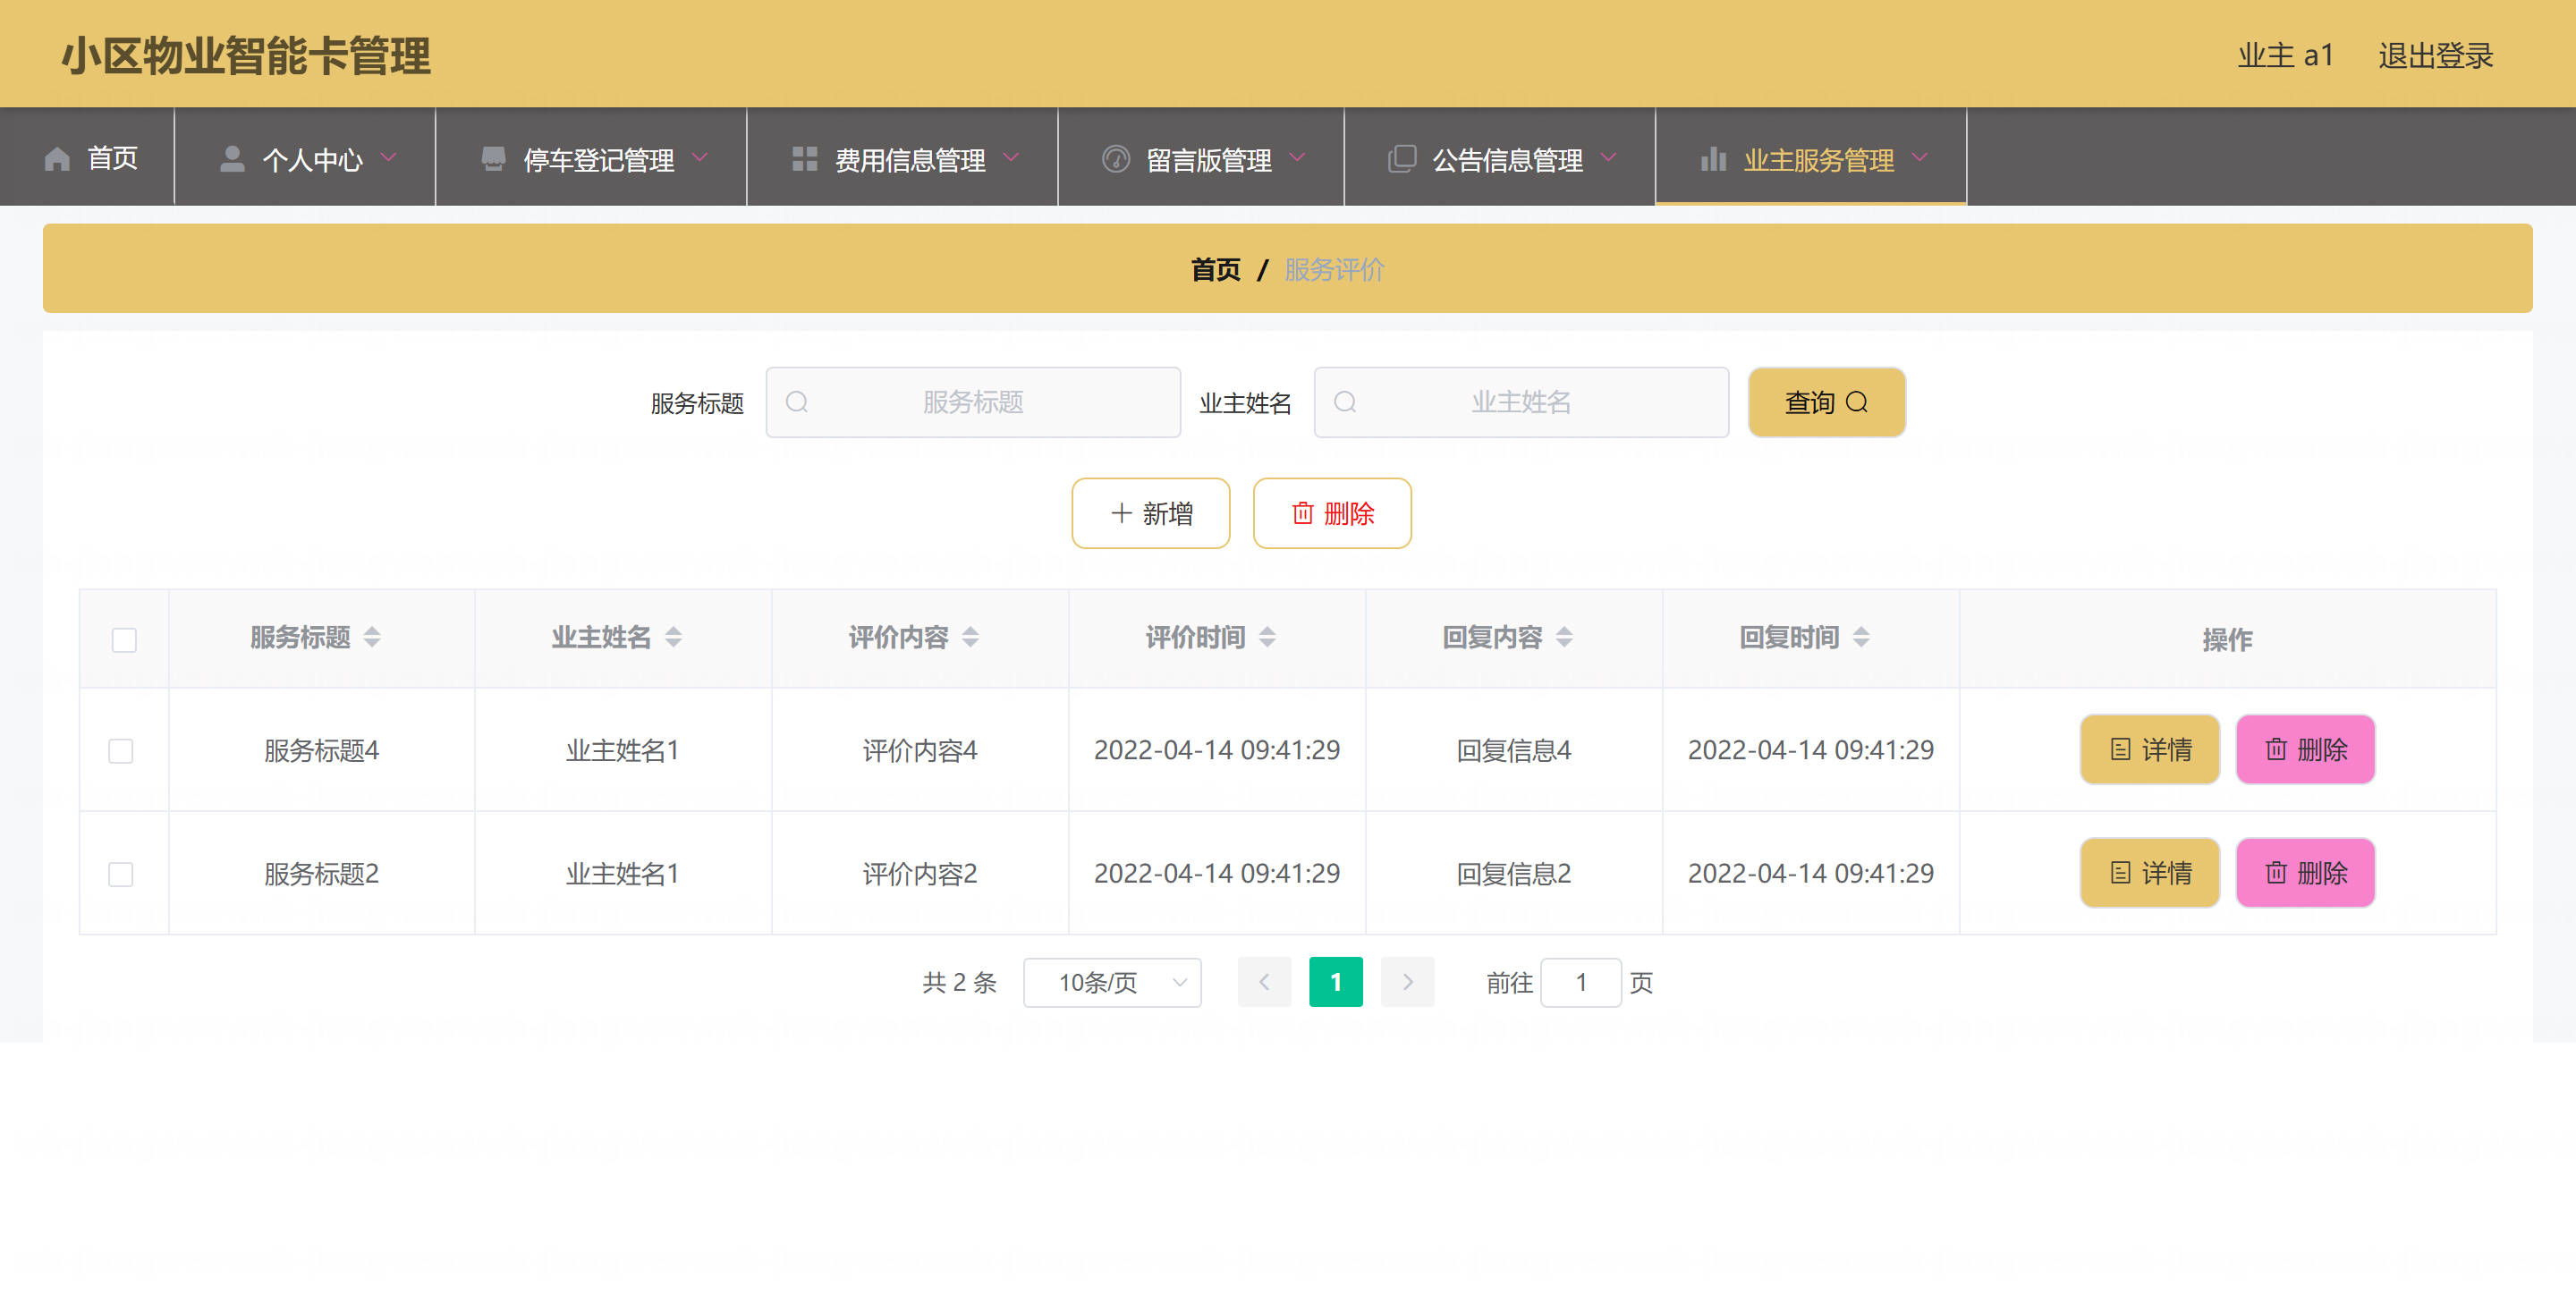 小区物业智能卡管理 业主 a1 退出登录
首页 个人中心 停车登记管理 费用信息管理 留言版管理 公告信息管理 业主服务管理
首页 / 服务评价
服务标题 服务标题 业主姓名 业主姓名 查询
新增 删除
服务标题 业主姓名 评价内容 评价时间 回复内容 回复时间 操作
服务标题4 业主姓名1 评价内容4 2022-04-14 09:41:29 回复信息4 2022-04-14 09:41:29 详情 删除
服务标题2 业主姓名1 评价内容2 2022-04-14 09:41:29 回复信息2 2022-04-14 09:41:29 详情 删除
共 2 条 10条/页 1 前往 1 页